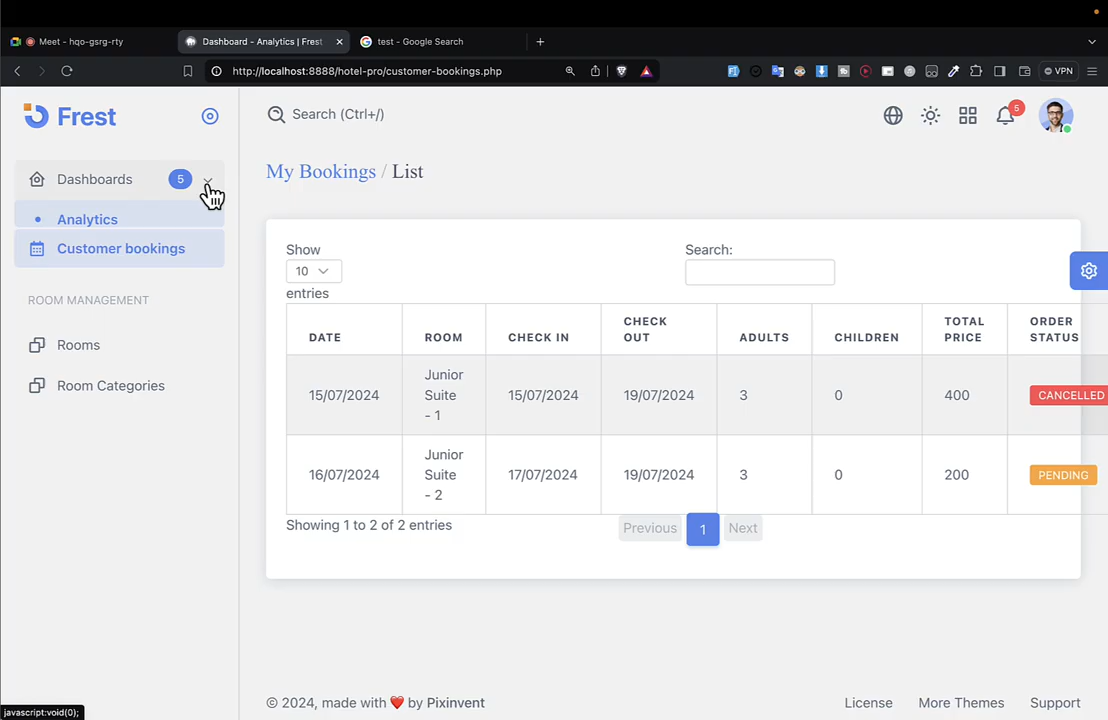 Meet - hqo-gsrg-rty
Dashboard - Analytics | Frest
test - Google Search
http://localhost:8888/hotel-pro/customer-bookings.php
VPN
Frest
Search (Ctrl+/)
5
Dashboards
5
Analytics
Customer bookings
ROOM MANAGEMENT
Rooms
Room Categories
My Bookings / List
Show
10
entries
Search:
DATE
ROOM
CHECK IN
CHECK
OUT
ADULTS
CHILDREN
TOTAL
PRICE
ORDER
STATUS
15/07/2024
Junior
Suite
- 1
15/07/2024
19/07/2024
3
0
400
CANCELLED
16/07/2024
Junior
Suite
- 2
17/07/2024
19/07/2024
3
0
200
PENDING
Showing 1 to 2 of 2 entries
Previous
1
Next
© 2024, made with ❤️ by Pixinvent
License
More Themes
Support
javascript:void(0);